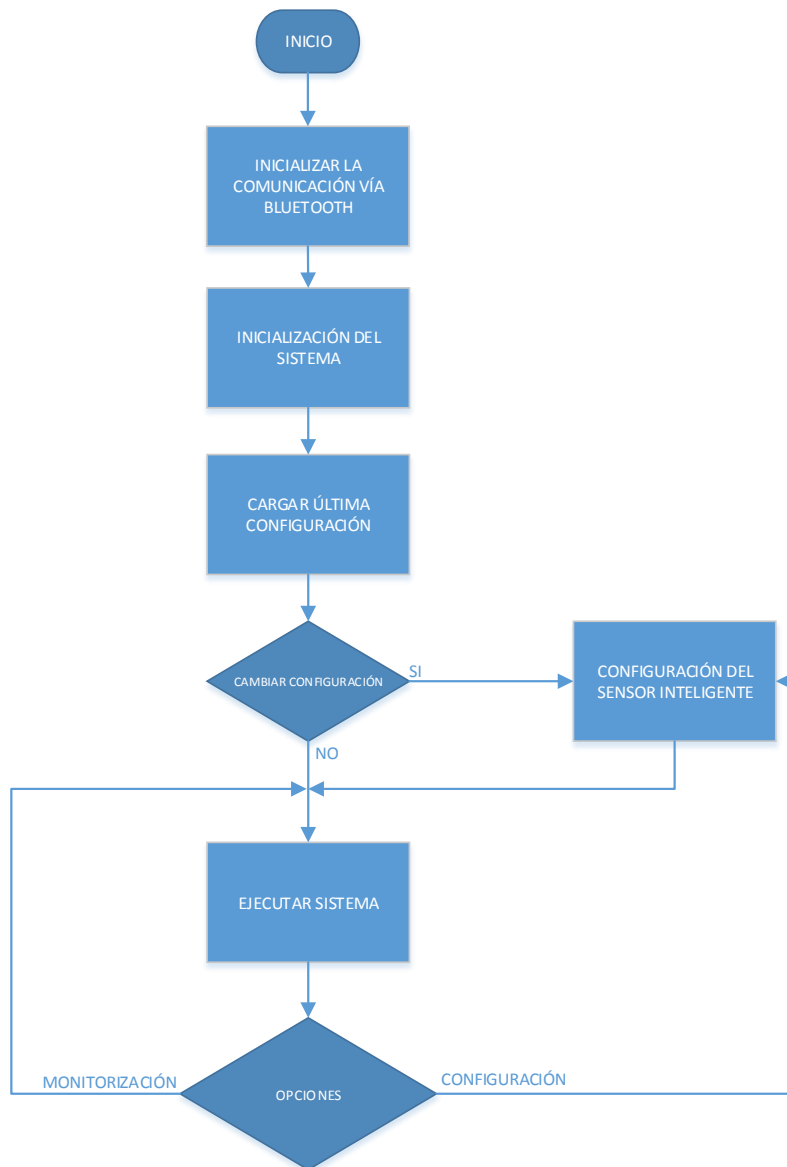 INICIO
INICIALIZAR LA
COMUNICACIÓN VÍA
BLUETOOTH
INICIALIZACIÓN DEL
SISTEMA
CARGAR ÚLTIMA
CONFIGURACIÓN
CAMBIAR CONFIGURACIÓN
SI
CONFIGURACIÓN DEL
SENSOR INTELIGENTE
NO
EJECUTAR SISTEMA
MONITORIZACIÓN
OPCIONES
CONFIGURACIÓN